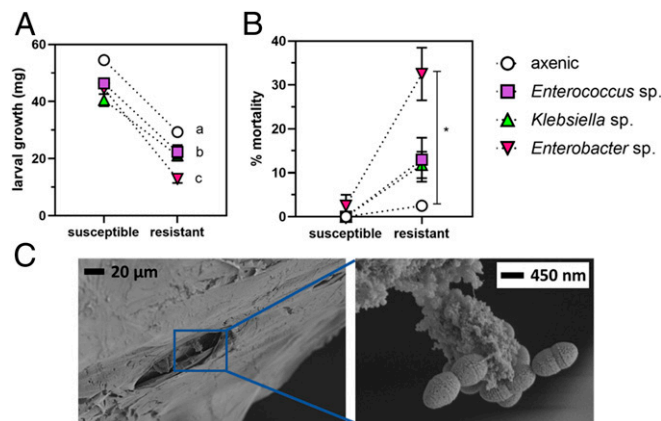 A
larval growth (mg)
60
40
20
0
a
b
c
susceptible
resistant
B
% mortality
40
30
20
10
0
*
susceptible
resistant
axenic
Enterococcus sp.
Klebsiella sp.
Enterobacter sp.
C
20 µm
450 nm